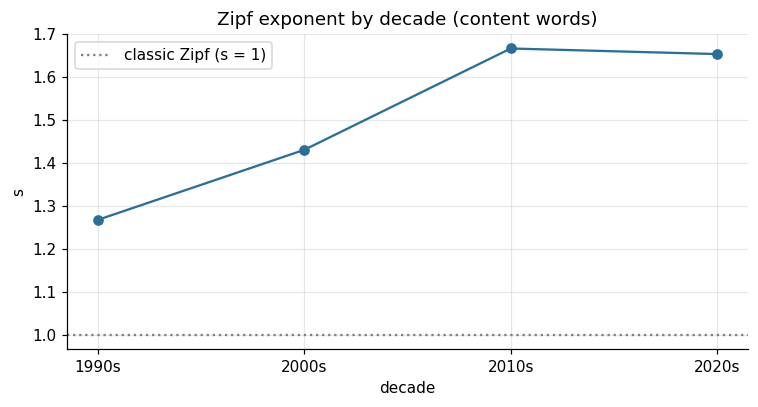 Zipf exponent by decade (content words)
classic Zipf (s = 1)
1.7
1.6
1.5
1.4
1.3
1.2
1.1
1.0
s
1990s
2000s
2010s
2020s
decade